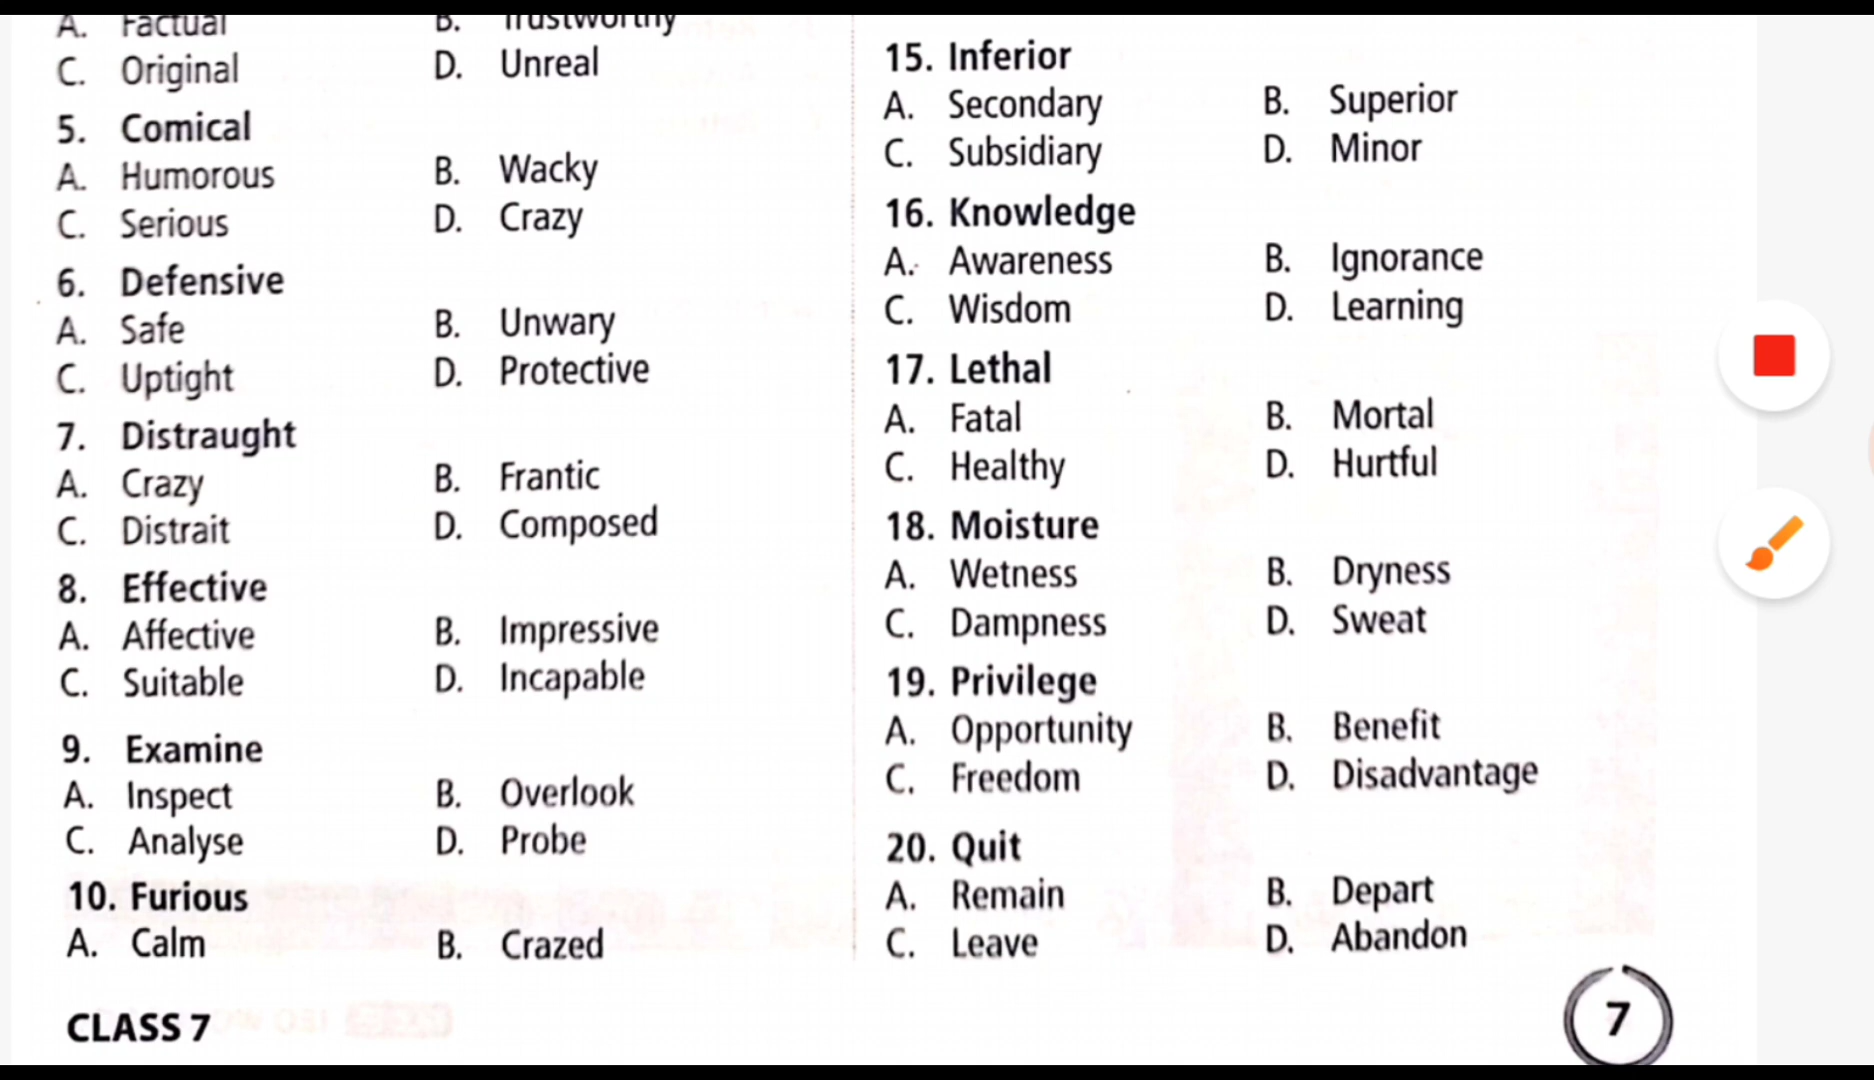 A. Factual B. Trustworthy
C. Original D. Unreal
5. Comical
A. Humorous B. Wacky
C. Serious D. Crazy
6. Defensive
A. Safe B. Unwary
C. Uptight D. Protective
7. Distraught
A. Crazy B. Frantic
C. Distrait D. Composed
8. Effective
A. Affective B. Impressive
C. Suitable D. Incapable
9. Examine
A. Inspect B. Overlook
C. Analyse D. Probe
10. Furious
A. Calm B. Crazed
CLASS 7
15. Inferior
A. Secondary B. Superior
C. Subsidiary D. Minor
16. Knowledge
A. Awareness B. Ignorance
C. Wisdom D. Learning
17. Lethal
A. Fatal B. Mortal
C. Healthy D. Hurtful
18. Moisture
A. Wetness B. Dryness
C. Dampness D. Sweat
19. Privilege
A. Opportunity B. Benefit
C. Freedom D. Disadvantage
20. Quit
A. Remain B. Depart
C. Leave D. Abandon
7